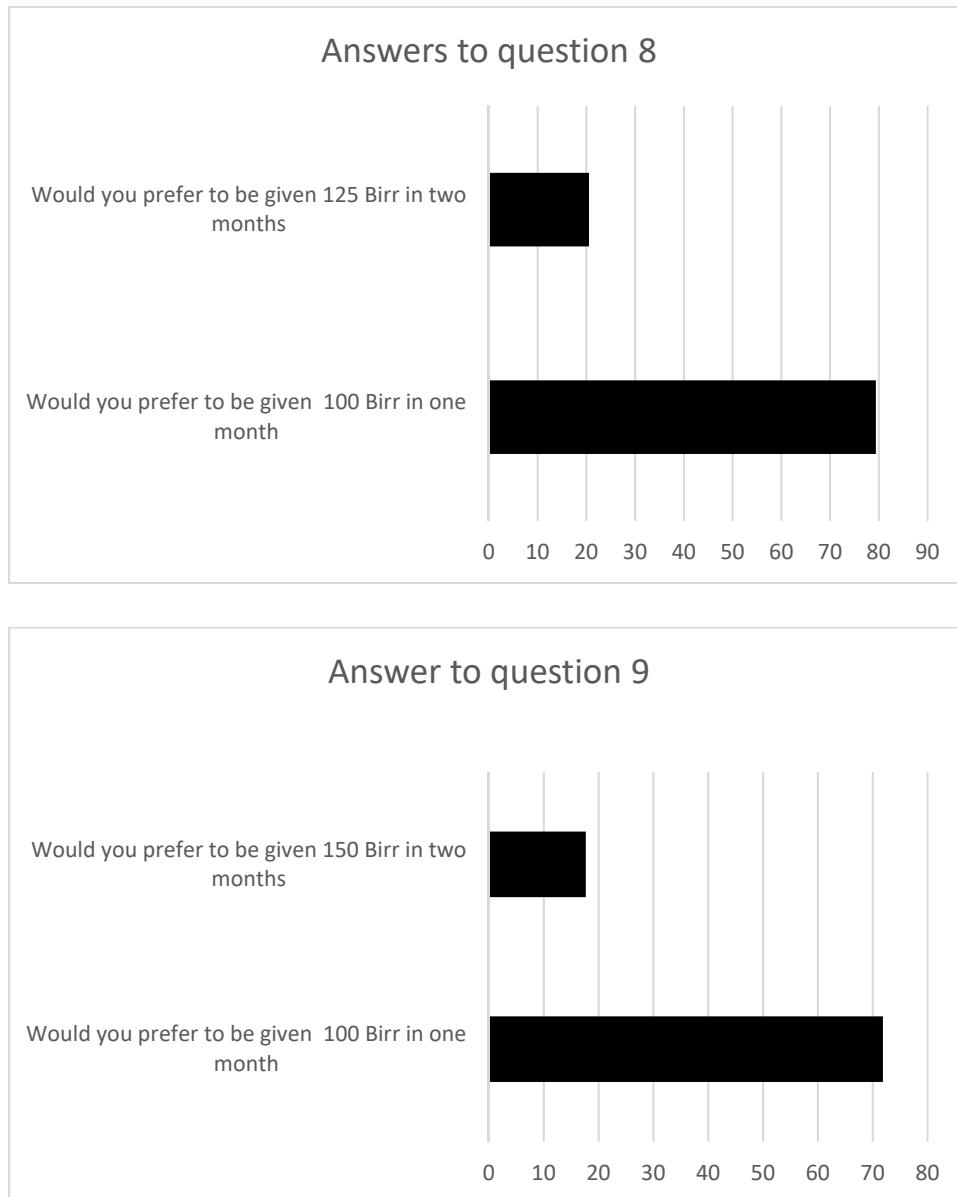 Answers to question 8
Would you prefer to be given 125 Birr in two
months
Would you prefer to be given  100 Birr in one
month
0 10 20 30 40 50 60 70 80 90
Answer to question 9
Would you prefer to be given 150 Birr in two
months
Would you prefer to be given  100 Birr in one
month
0 10 20 30 40 50 60 70 80